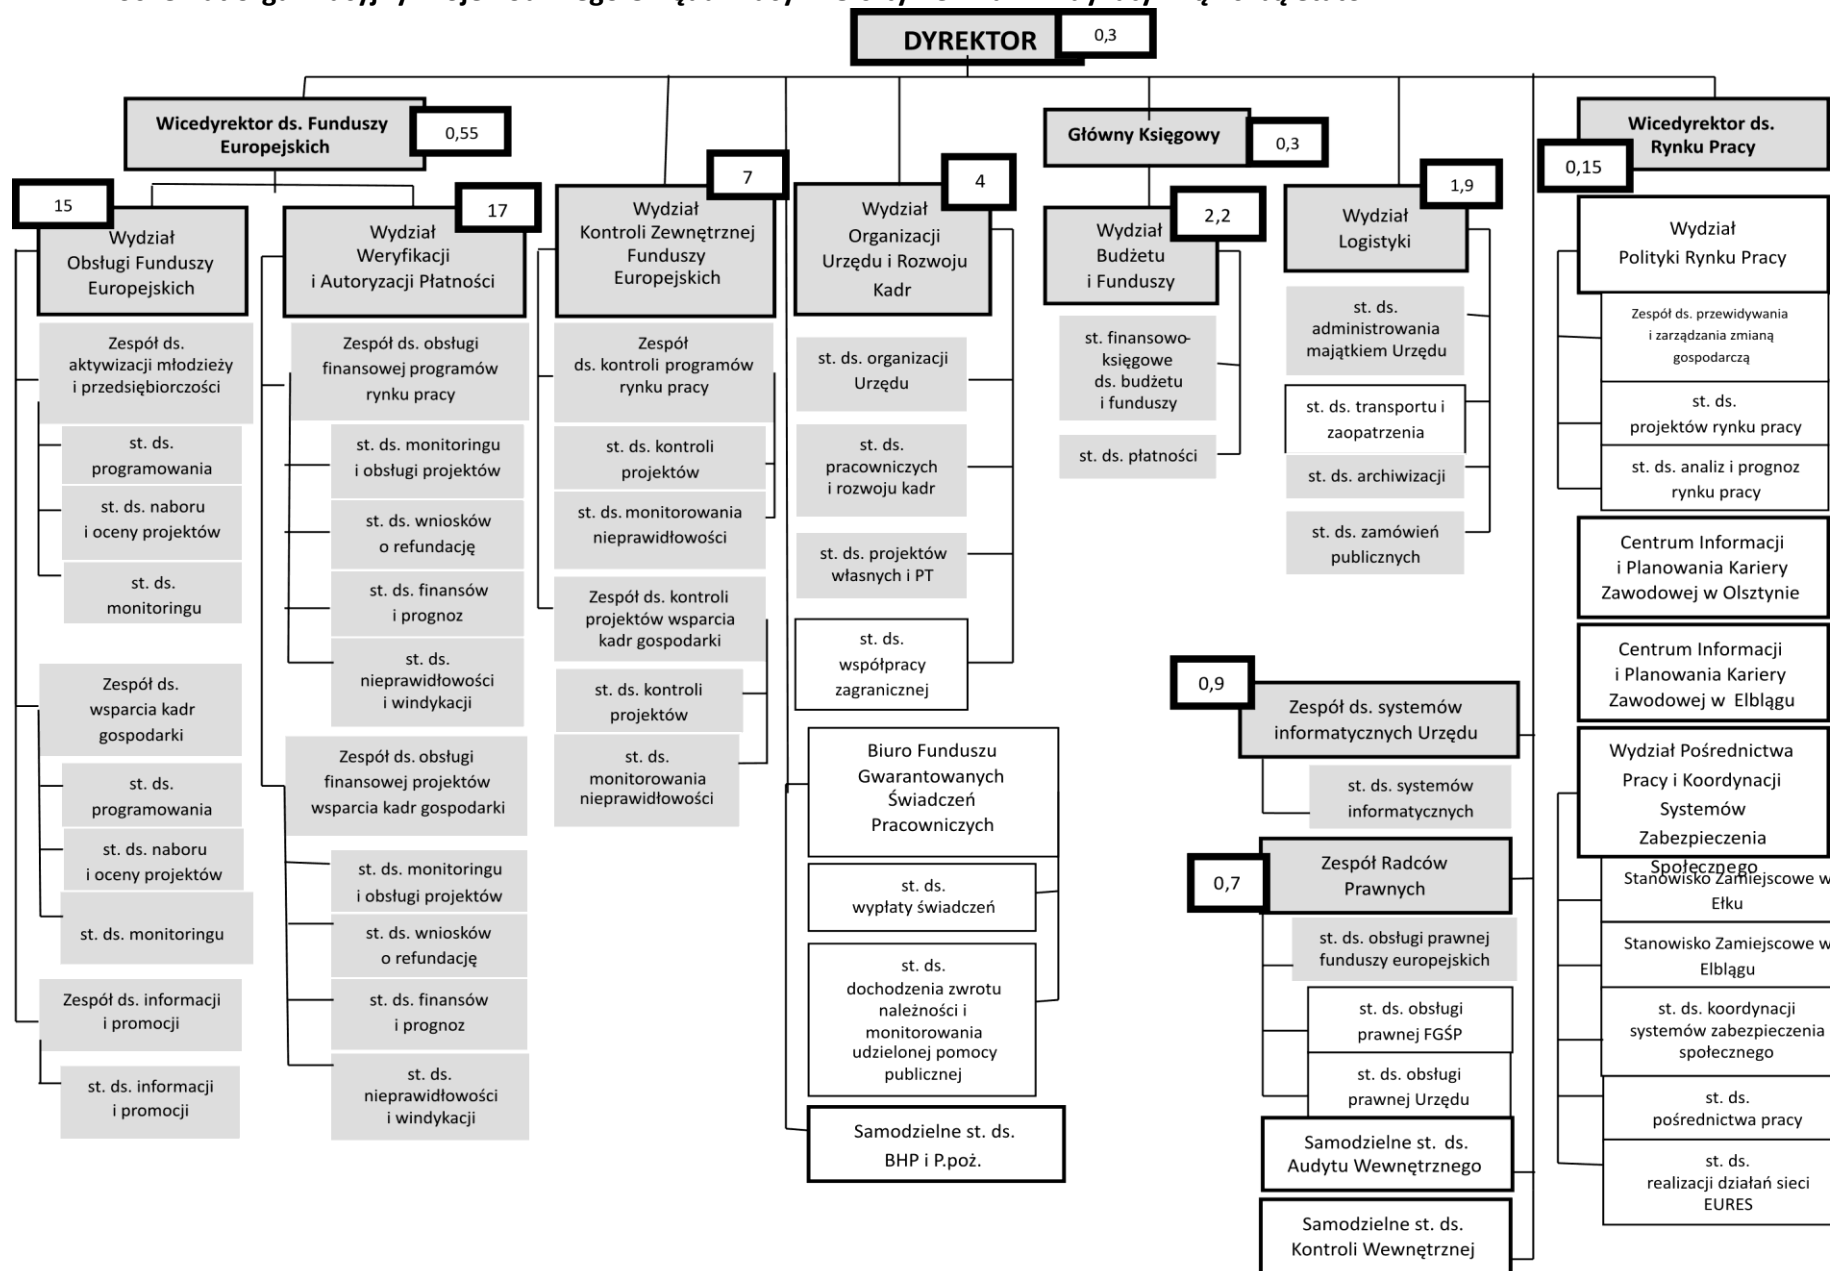 DYREKTOR
0,3
Wicedyrektor ds. Funduszy
Europejskich
0,55
Główny Księgowy
0,3
Wicedyrektor ds.
Rynku Pracy
0,15
15
Wydział
Obsługi Funduszy
Europejskich
Zespół ds.
aktywizacji młodzieży
i przedsiębiorczości
st. ds.
programowania
st. ds. naboru
i oceny projektów
st. ds.
monitoringu
Zespół ds.
wsparcia kadr
gospodarki
st. ds.
programowania
st. ds. naboru
i oceny projektów
st. ds. monitoringu
Zespół ds. informacji
i promocji
st. ds. informacji
i promocji
17
Wydział
Weryfikacji
i Autoryzacji Płatności
Zespół ds. obsługi
finansowej programów
rynku pracy
st. ds. monitoringu
i obsługi projektów
st. ds. wniosków
o refundację
st. ds. finansów
i prognoz
st. ds.
nieprawidłowości
i windykacji
Zespół ds. obsługi
finansowej projektów
wsparcia kadr gospodarki
st. ds. monitoringu
i obsługi projektów
st. ds. wniosków
o refundację
st. ds. finansów
i prognoz
st. ds.
nieprawidłowości
i windykacji
7
Wydział
Kontroli Zewnętrznej
Funduszy
Europejskich
Zespół
ds. kontroli programów
rynku pracy
st. ds. kontroli
projektów
st. ds. monitorowania
nieprawidłowości
Zespół ds. kontroli
projektów wsparcia
kadr gospodarki
st. ds. kontroli
projektów
st. ds.
monitorowania
nieprawidłowości
4
Wydział
Organizacji
Urzędu i Rozwoju
Kadr
st. ds. organizacji
Urzędu
st. ds.
pracowniczych
i rozwoju kadr
st. ds. projektów
własnych i PT
st. ds.
współpracy
zagranicznej
Biuro Funduszu
Gwarantowanych
Świadczeń
Pracowniczych
st. ds.
wypłaty świadczeń
st. ds.
dochodzenia zwrotu
należności i
monitorowania
udzielonej pomocy
publicznej
Samodzielne st. ds.
BHP i P.poż.
2,2
Wydział
Budżetu
i Funduszy
st. finansowo-
księgowe
ds. budżetu
i funduszy
st. ds. płatności
1,9
Wydział
Logistyki
st. ds.
administrowania
majątkiem Urzędu
st. ds. transportu i
zaopatrzenia
st. ds. archiwizacji
st. ds. zamówień
publicznych
0,9
Zespół ds. systemów
informatycznych Urzędu
st. ds. systemów
informatycznych
0,7
Zespół Radców
Prawnych
st. ds. obsługi prawnej
funduszy europejskich
st. ds. obsługi
prawnej FGŚP
st. ds. obsługi
prawnej Urzędu
Samodzielne st. ds.
Audytu Wewnętrznego
Samodzielne st. ds.
Kontroli Wewnętrznej
Wydział
Polityki Rynku Pracy
Zespół ds. przewidywania
i zarządzania zmianą
gospodarczą
st. ds.
projektów rynku pracy
st. ds. analiz i prognoz
rynku pracy
Centrum Informacji
i Planowania Kariery
Zawodowej w Olsztynie
Centrum Informacji
i Planowania Kariery
Zawodowej w Elblągu
Wydział Pośrednictwa
Pracy i Koordynacji
Systemów
Zabezpieczenia
Społecznego
Stanowisko Zamiejscowe w
Ełku
Stanowisko Zamiejscowe w
Elblągu
st. ds. koordynacji
systemów zabezpieczenia
społecznego
st. ds.
pośrednictwa pracy
st. ds.
realizacji działań sieci
EURES